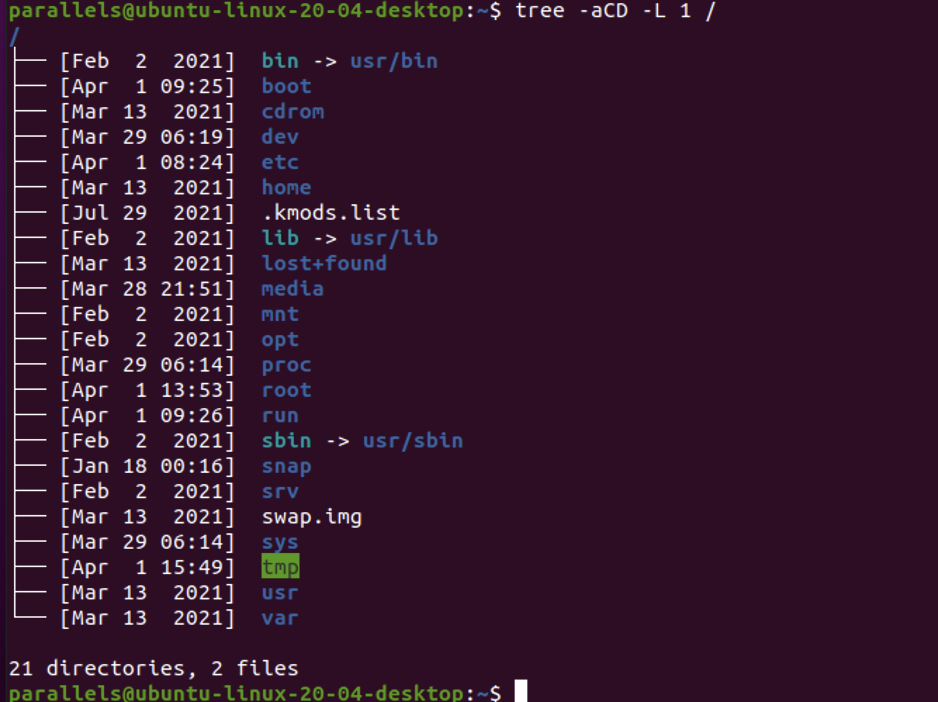 parallels@ubuntu-linux-20-04-desktop:~$ tree -aCD -L 1 /
/
├── [Feb  2  2021]  bin -> usr/bin
├── [Apr  1 09:25]  boot
├── [Mar 13  2021]  cdrom
├── [Mar 29 06:19]  dev
├── [Apr  1 08:24]  etc
├── [Mar 13  2021]  home
├── [Jul 29  2021]  .kmods.list
├── [Feb  2  2021]  lib -> usr/lib
├── [Mar 13  2021]  lost+found
├── [Mar 28 21:51]  media
├── [Feb  2  2021]  mnt
├── [Feb  2  2021]  opt
├── [Mar 29 06:14]  proc
├── [Apr  1 13:53]  root
├── [Apr  1 09:26]  run
├── [Feb  2  2021]  sbin -> usr/sbin
├── [Jan 18 00:16]  snap
├── [Feb  2  2021]  srv
├── [Mar 13  2021]  swap.img
├── [Mar 29 06:14]  sys
├── [Apr  1 15:49]  tmp
├── [Mar 13  2021]  usr
└── [Mar 13  2021]  var

21 directories, 2 files
parallels@ubuntu-linux-20-04-desktop:~$